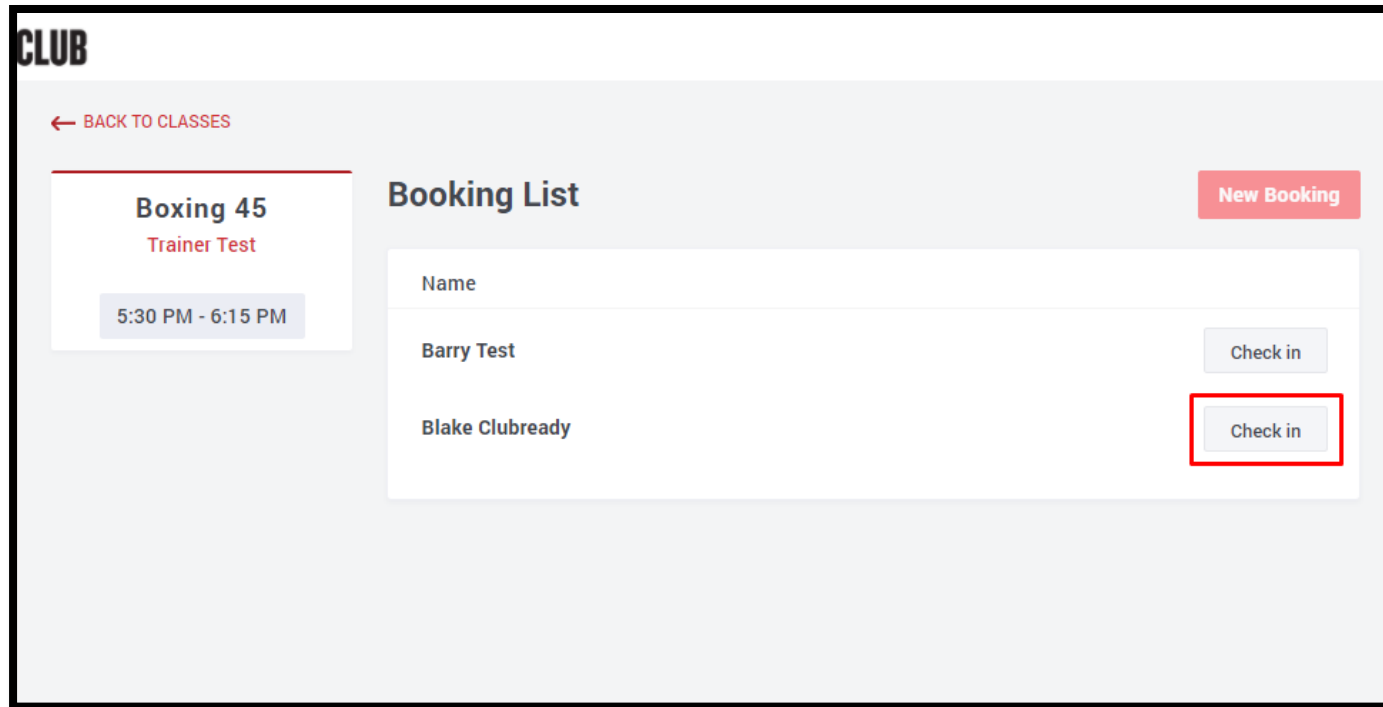 CLUB
← BACK TO CLASSES
Boxing 45
Trainer Test
5:30 PM - 6:15 PM
Booking List
New Booking
Name
Barry Test
Check in
Blake Clubready
Check in